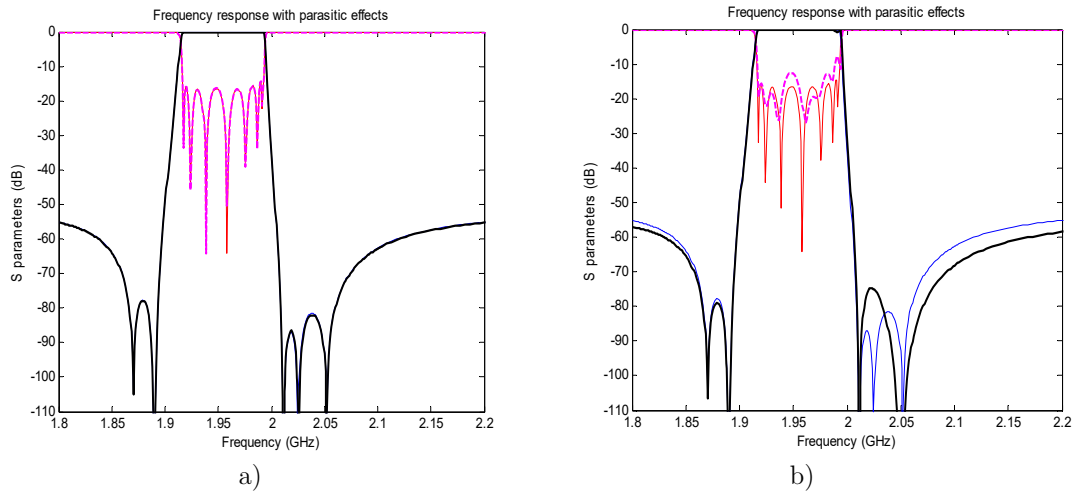 Frequency response with parasitic effects
0
-10
-20
-30
-40
-50
-60
-70
-80
-90
-100
-110
S parameters (dB)
1.8 1.85 1.9 1.95 2 2.05 2.1 2.15 2.2
Frequency (GHz)
a)
Frequency response with parasitic effects
0
-10
-20
-30
-40
-50
-60
-70
-80
-90
-100
-110
S parameters (dB)
1.8 1.85 1.9 1.95 2 2.05 2.1 2.15 2.2
Frequency (GHz)
b)